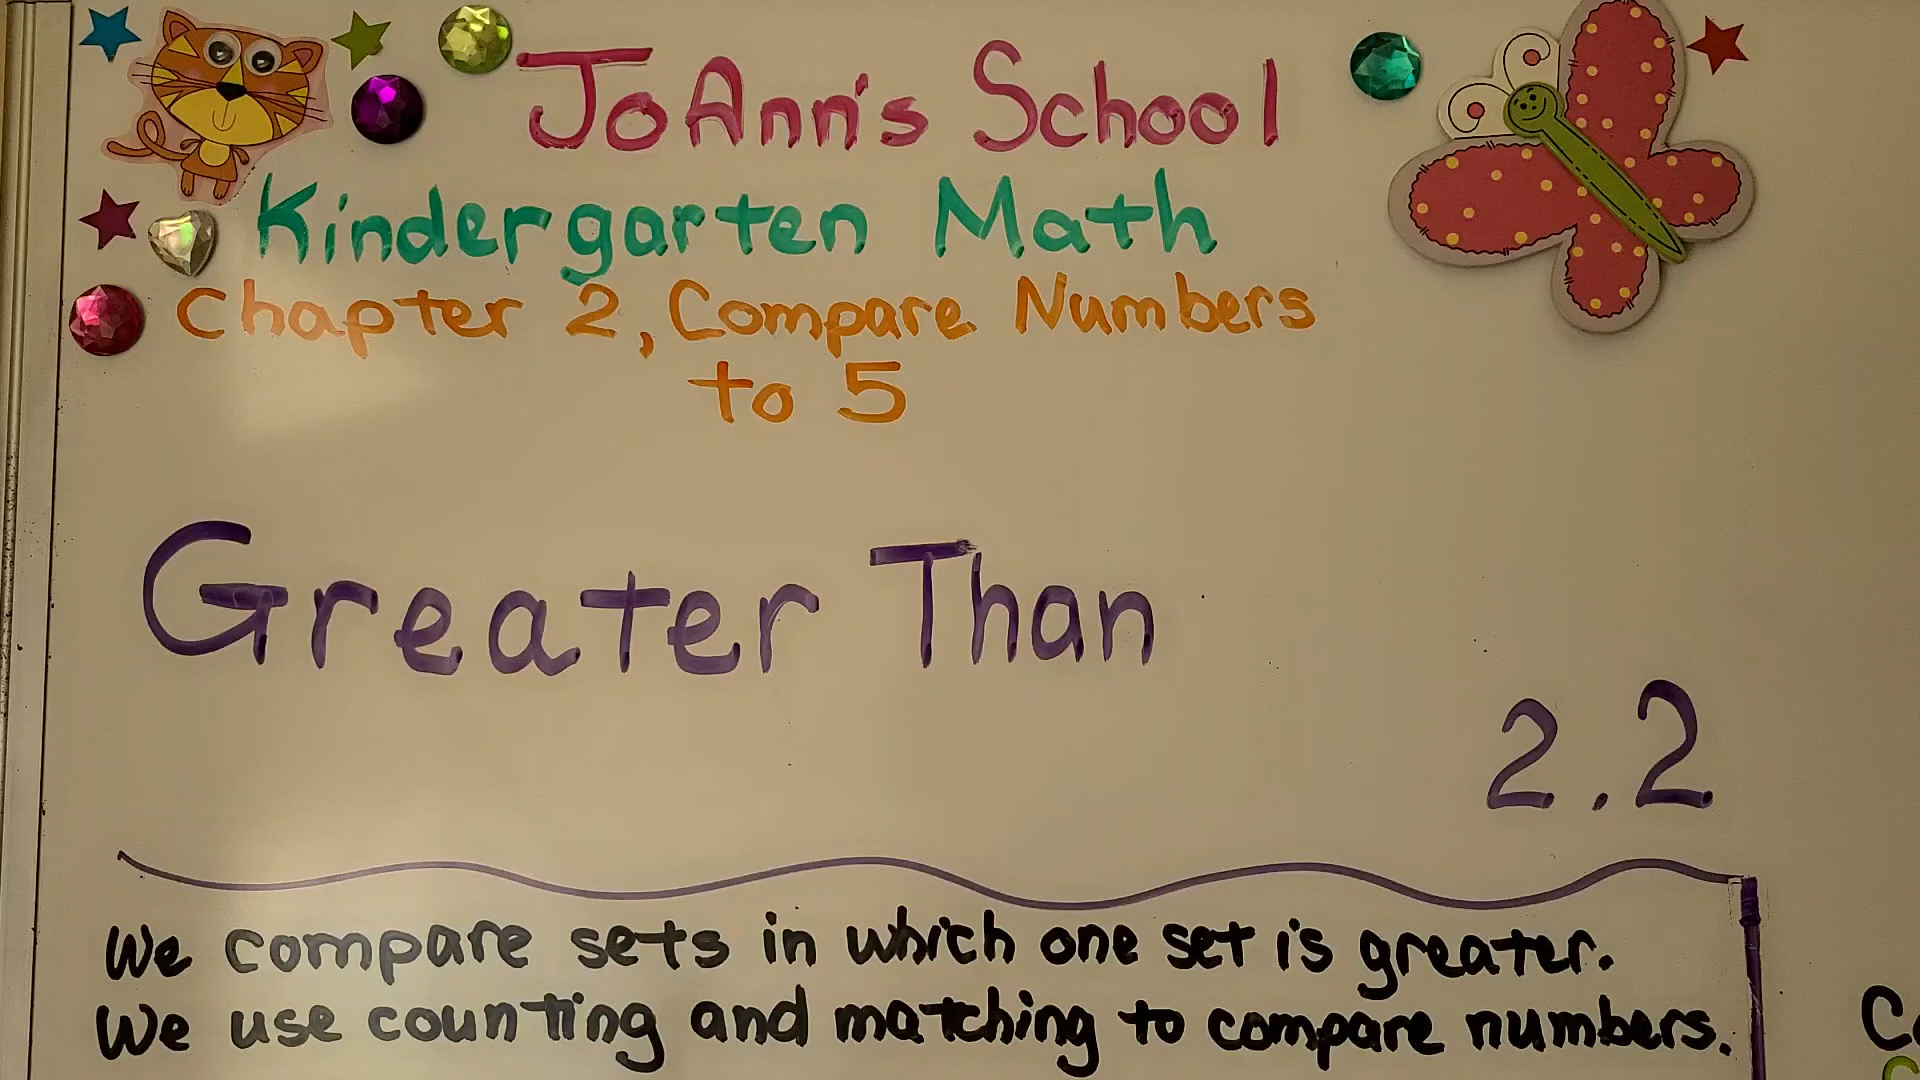 JoAnn's School
Kindergarten Math
Chapter 2, Compare Numbers
to 5
Greater Than
2.2
We compare sets in which one set is greater.
We use counting and matching to compare numbers.